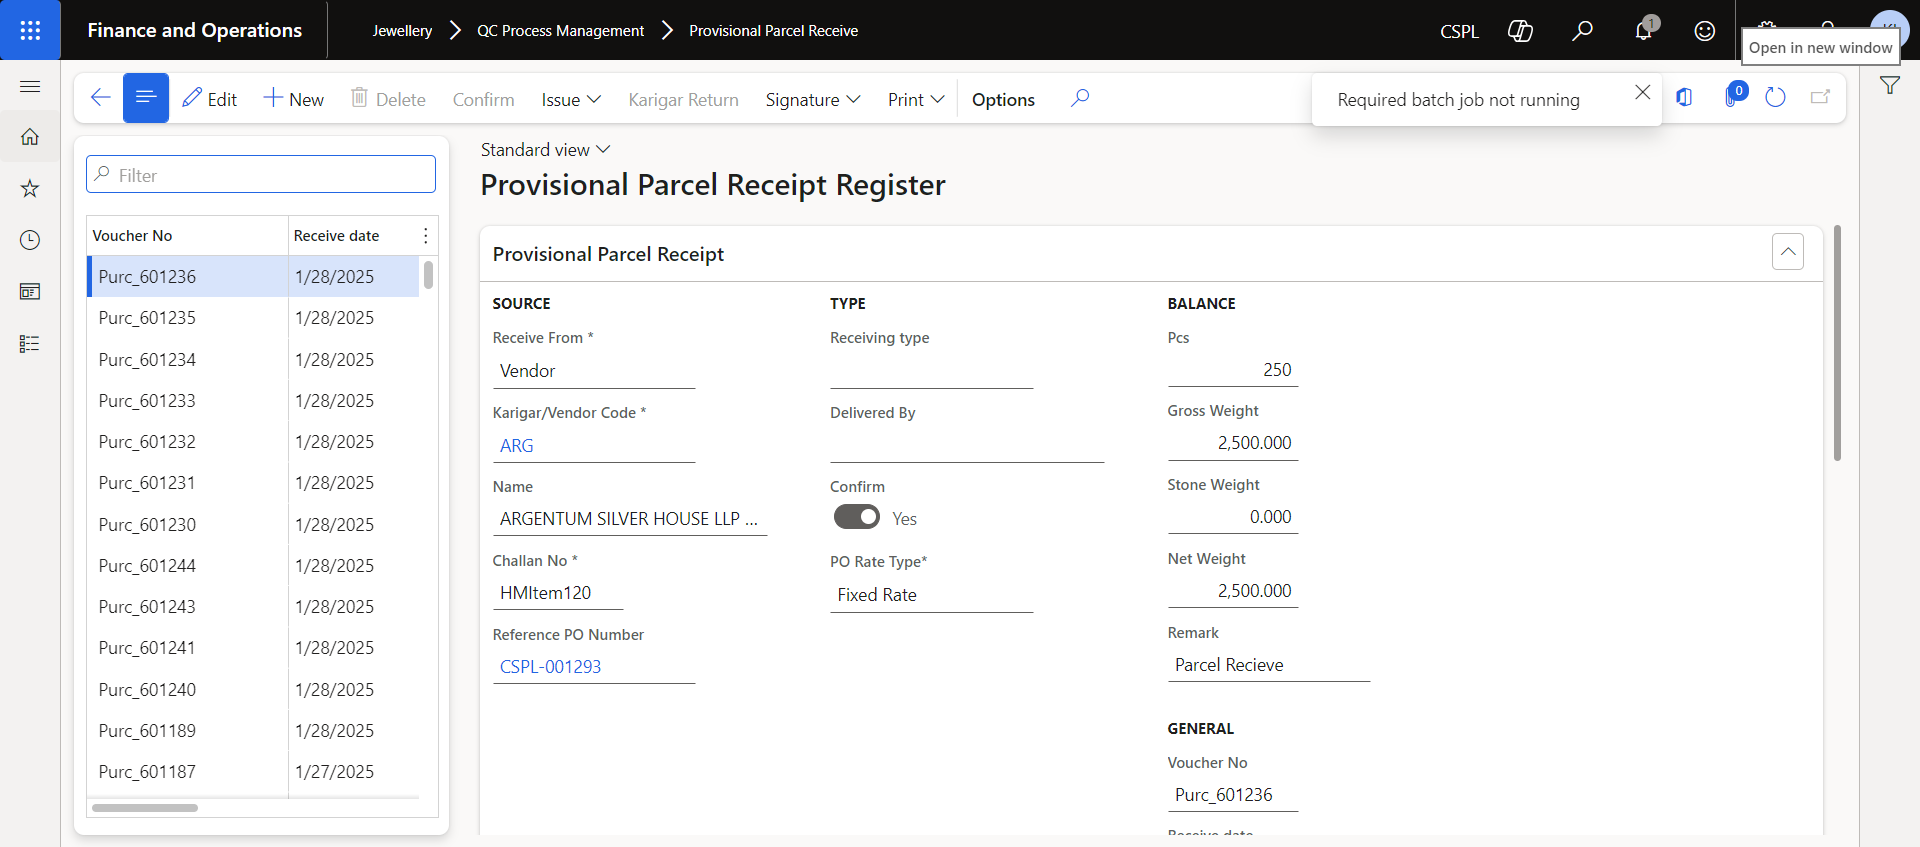 Finance and Operations
Jewellery
QC Process Management
Provisional Parcel Receive
CSPL
1
Open in new window
Edit
New
Delete
Confirm
Issue
Karigar Return
Signature
Print
Options
Required batch job not running
0
Filter
Voucher No Receive date
Purc_601236 1/28/2025
Purc_601235 1/28/2025
Purc_601234 1/28/2025
Purc_601233 1/28/2025
Purc_601232 1/28/2025
Purc_601231 1/28/2025
Purc_601230 1/28/2025
Purc_601244 1/28/2025
Purc_601243 1/28/2025
Purc_601241 1/28/2025
Purc_601240 1/28/2025
Purc_601189 1/28/2025
Purc_601187 1/27/2025
Standard view
Provisional Parcel Receipt Register
Provisional Parcel Receipt
SOURCE
Receive From *
Vendor
Karigar/Vendor Code *
ARG
Name
ARGENTUM SILVER HOUSE LLP ...
Challan No *
HMItem120
Reference PO Number
CSPL-001293
TYPE
Receiving type
Delivered By
Confirm
Yes
PO Rate Type*
Fixed Rate
BALANCE
Pcs
250
Gross Weight
2,500.000
Stone Weight
0.000
Net Weight
2,500.000
Remark
Parcel Recieve
GENERAL
Voucher No
Purc_601236
Receive date